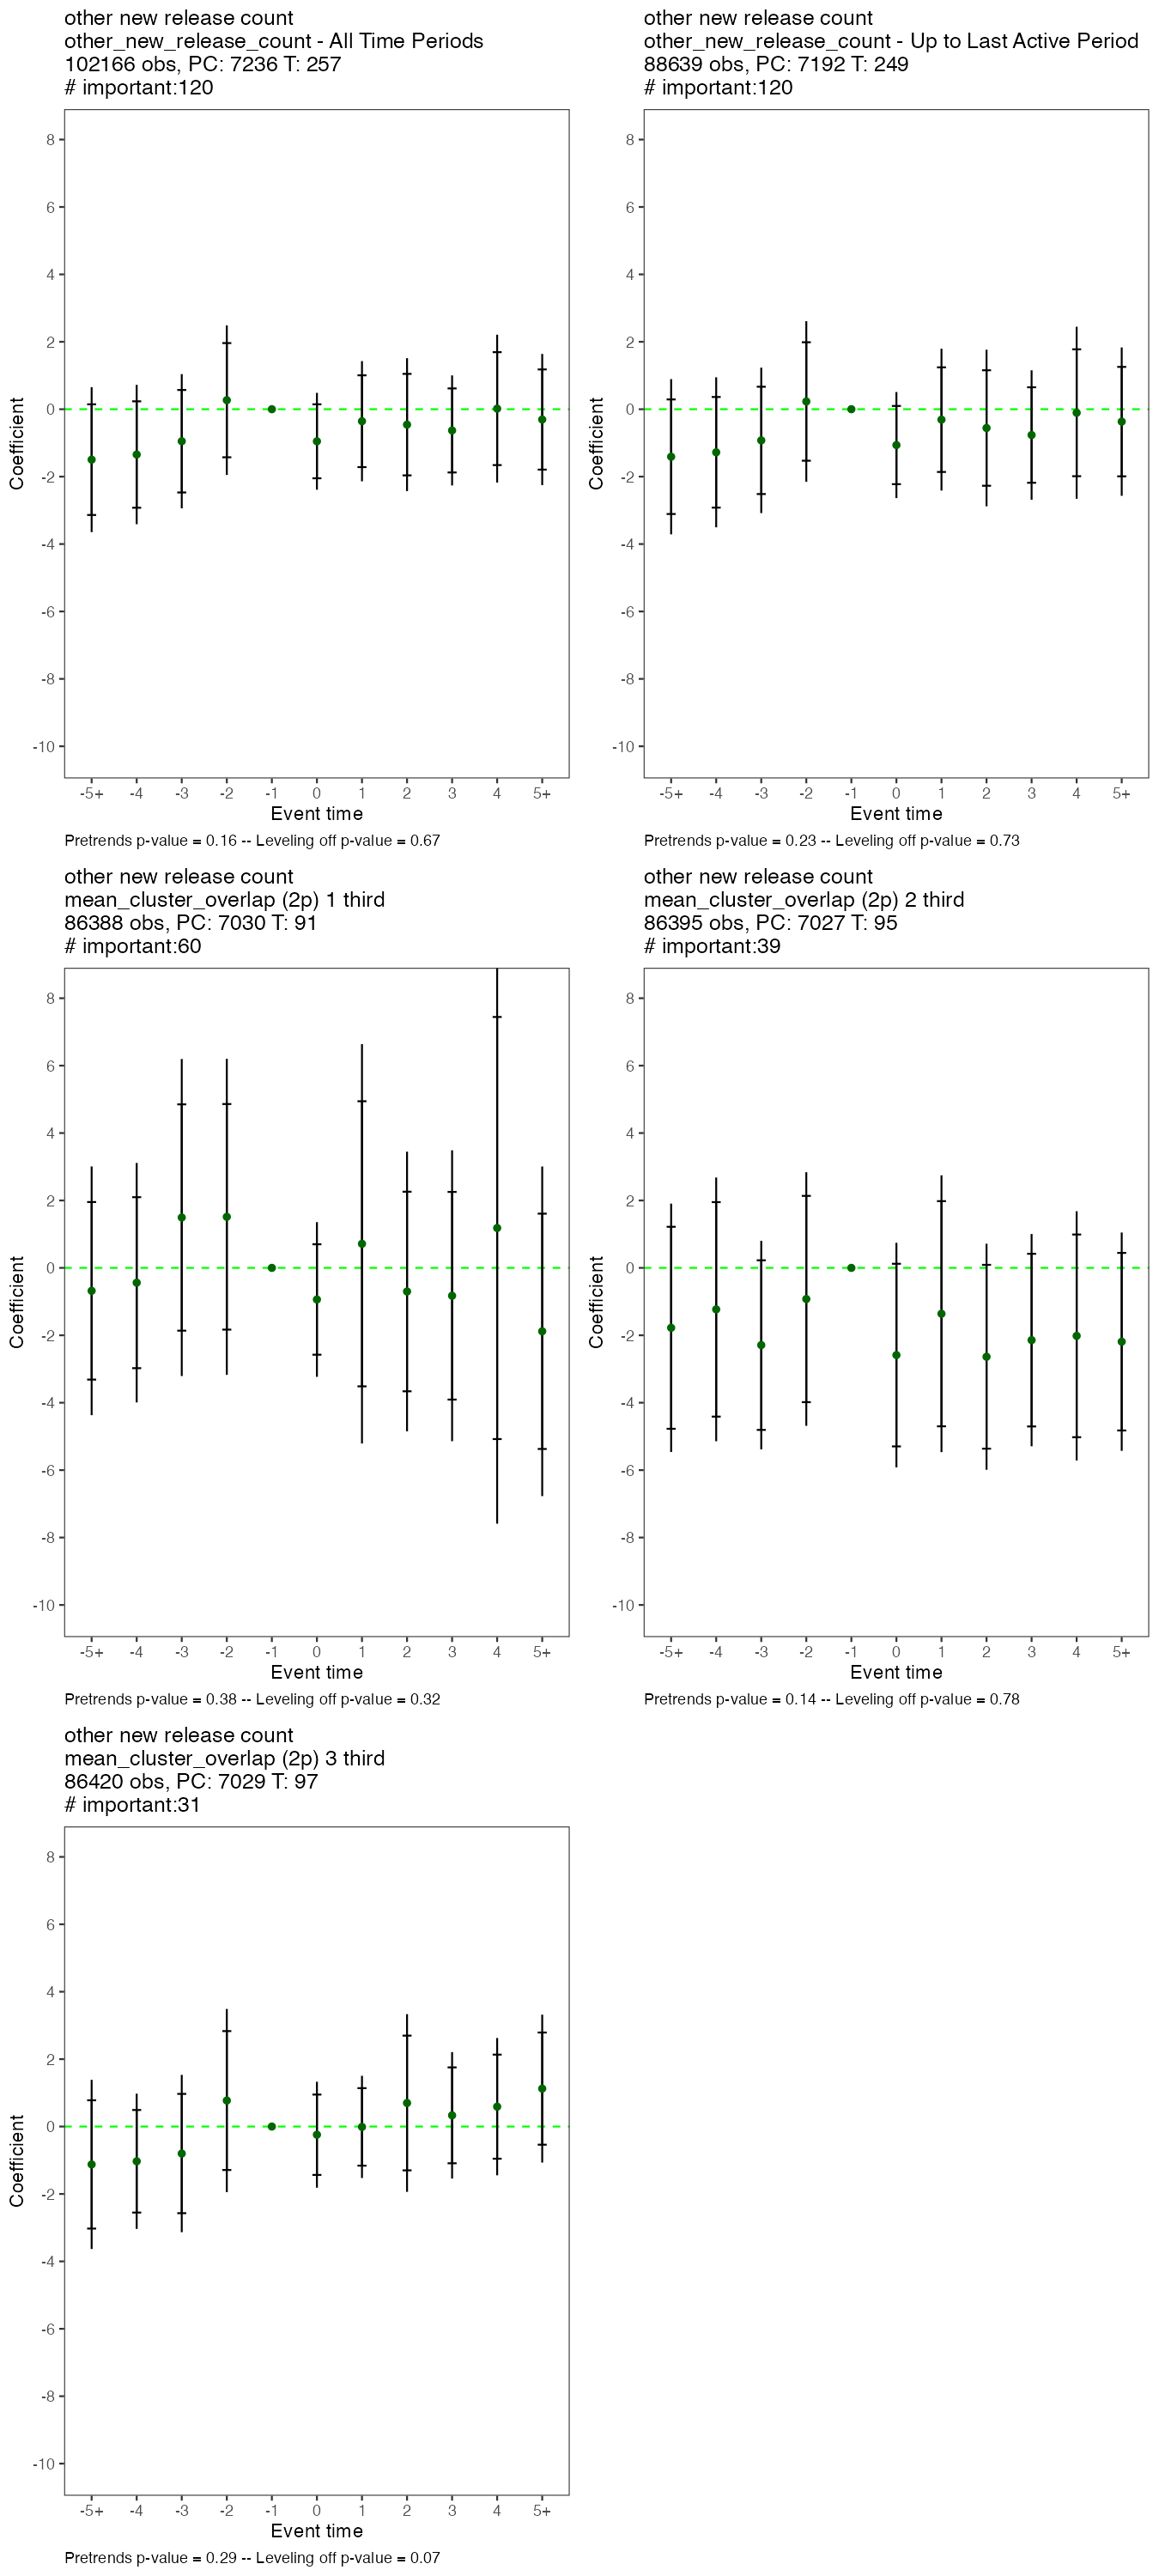 other new release count
other_new_release_count - All Time Periods
102166 obs, PC: 7236 T: 257
# important:120
8
6
4
2
0
-2
-4
-6
-8
-10
Coefficient
-5+ -4 -3 -2 -1 0 1 2 3 4 5+
Event time
Pretrends p-value = 0.16 -- Leveling off p-value = 0.67
other new release count
other_new_release_count - Up to Last Active Period
88639 obs, PC: 7192 T: 249
# important:120
8
6
4
2
0
-2
-4
-6
-8
-10
Coefficient
-5+ -4 -3 -2 -1 0 1 2 3 4 5+
Event time
Pretrends p-value = 0.23 -- Leveling off p-value = 0.73
other new release count
mean_cluster_overlap (2p) 1 third
86388 obs, PC: 7030 T: 91
# important:60
8
6
4
2
0
-2
-4
-6
-8
-10
Coefficient
-5+ -4 -3 -2 -1 0 1 2 3 4 5+
Event time
Pretrends p-value = 0.38 -- Leveling off p-value = 0.32
other new release count
mean_cluster_overlap (2p) 2 third
86395 obs, PC: 7027 T: 95
# important:39
8
6
4
2
0
-2
-4
-6
-8
-10
Coefficient
-5+ -4 -3 -2 -1 0 1 2 3 4 5+
Event time
Pretrends p-value = 0.14 -- Leveling off p-value = 0.78
other new release count
mean_cluster_overlap (2p) 3 third
86420 obs, PC: 7029 T: 97
# important:31
8
6
4
2
0
-2
-4
-6
-8
-10
Coefficient
-5+ -4 -3 -2 -1 0 1 2 3 4 5+
Event time
Pretrends p-value = 0.29 -- Leveling off p-value = 0.07